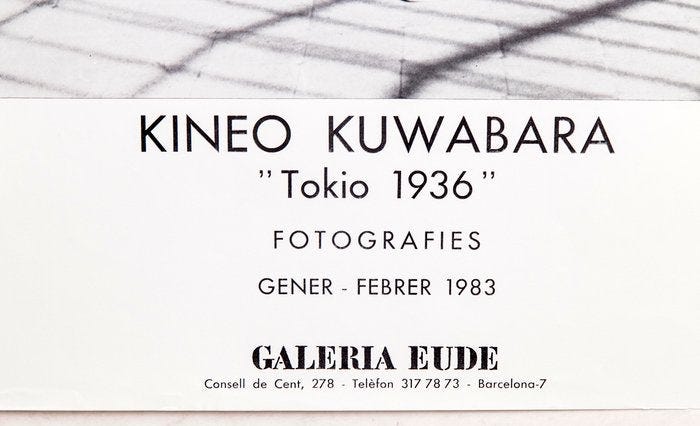 KINEO KUWABARA
"Tokio 1936"
FOTOGRAFIES
GENER - FEBRER 1983
GALERIA EUDE
Consell de Cent, 278 - Telèfon 317 78 73 - Barcelona-7